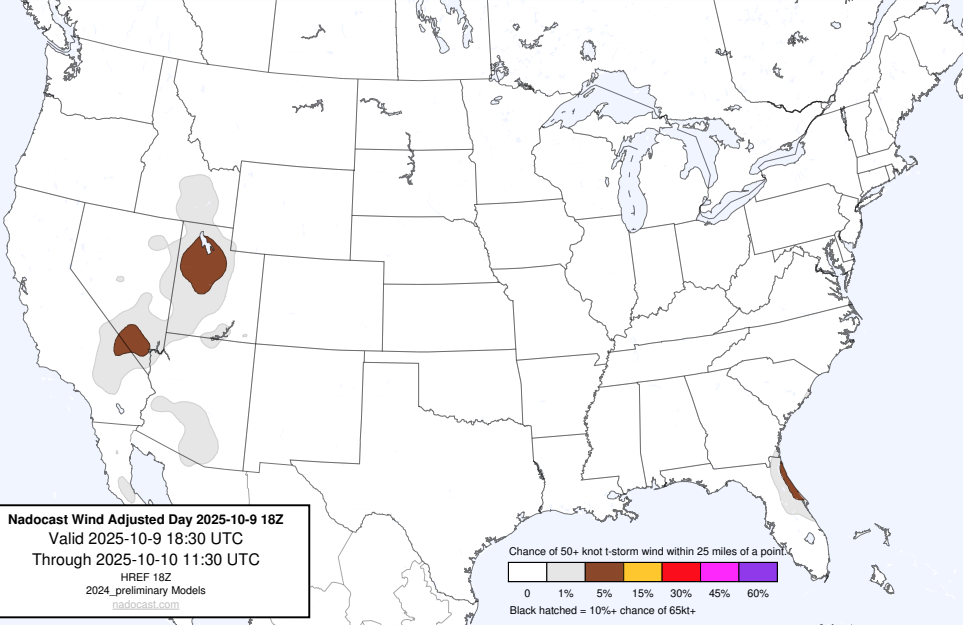 Nadocast Wind Adjusted Day 2025-10-9 18Z
Valid 2025-10-9 18:30 UTC
Through 2025-10-10 11:30 UTC
HREF 18Z
2024_preliminary Models
nadocast.com
Chance of 50+ knot t-storm wind within 25 miles of a point.
0 1% 5% 15% 30% 45% 60%
Black hatched = 10%+ chance of 65kt+